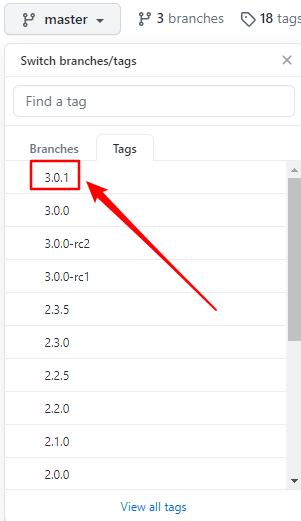 master 3 branches 18 tags
Switch branches/tags
Find a tag
Branches Tags
3.0.1
3.0.0
3.0.0-rc2
3.0.0-rc1
2.3.5
2.3.0
2.2.5
2.2.0
2.1.0
2.0.0
View all tags